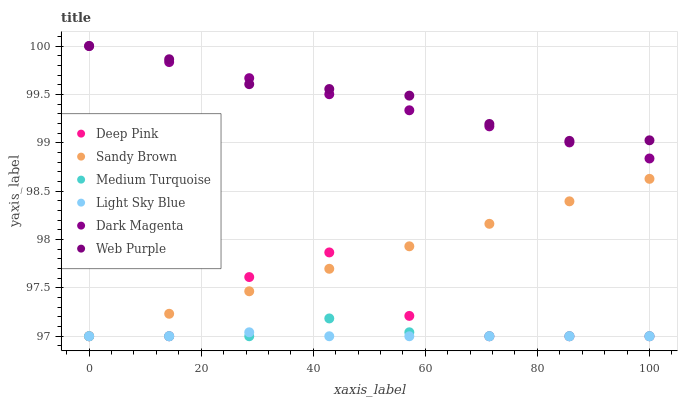 title
100
99.5
99
98.5
98
97.5
97
yaxis_label
Deep Pink
Sandy Brown
Medium Turquoise
Light Sky Blue
Dark Magenta
Web Purple
0 20 40 60 80 100
xaxis_label